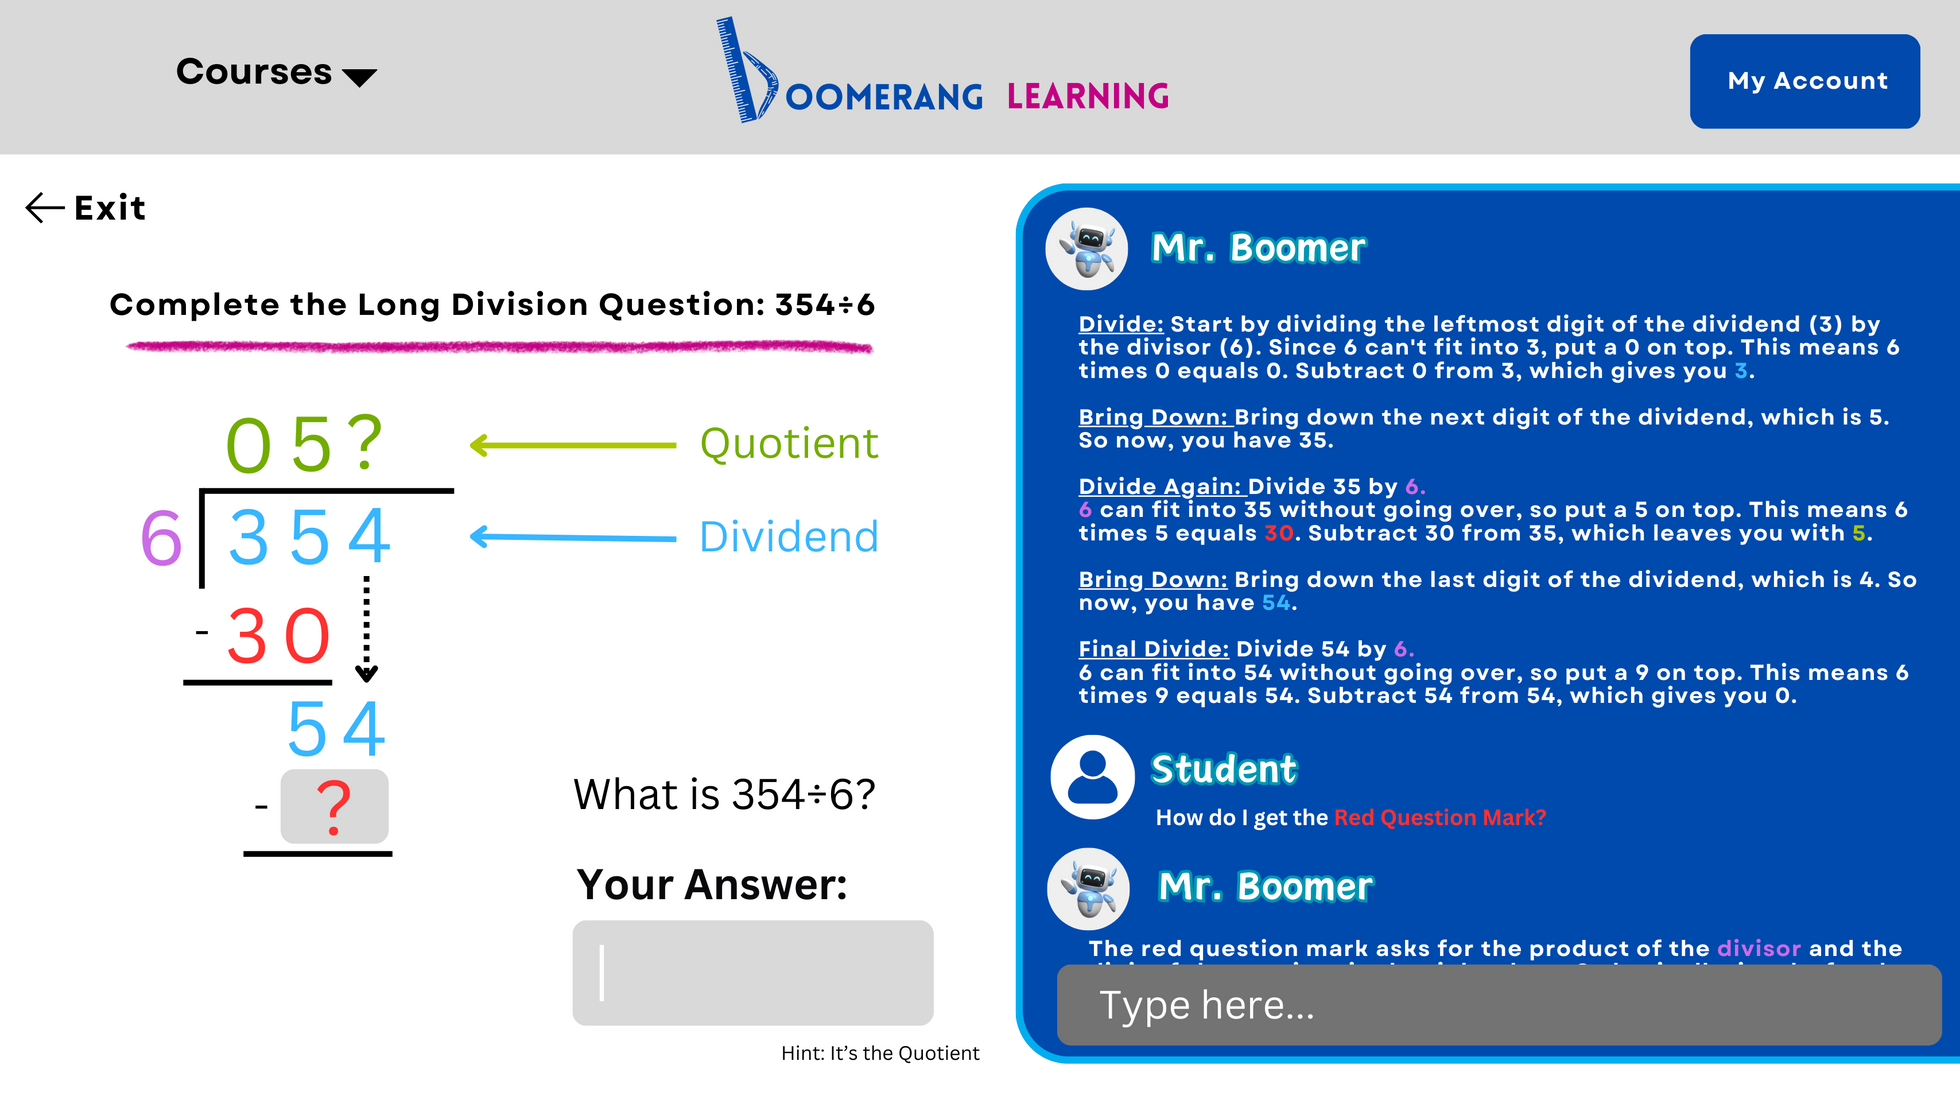 Courses
bOOMERANG LEARNING
My Account
Exit
Complete the Long Division Question: 354÷6
05?
Quotient
6 354
Dividend
- 30
54
- ?
What is 354÷6?
Your Answer:
Hint: It’s the Quotient
Mr. Boomer
Divide: Start by dividing the leftmost digit of the dividend (3) by
the divisor (6). Since 6 can't fit into 3, put a 0 on top. This means 6
times 0 equals 0. Subtract 0 from 3, which gives you 3.
Bring Down: Bring down the next digit of the dividend, which is 5.
So now, you have 35.
Divide Again: Divide 35 by 6.
6 can fit into 35 without going over, so put a 5 on top. This means 6
times 5 equals 30. Subtract 30 from 35, which leaves you with 5.
Bring Down: Bring down the last digit of the dividend, which is 4. So
now, you have 54.
Final Divide: Divide 54 by 6.
6 can fit into 54 without going over, so put a 9 on top. This means 6
times 9 equals 54. Subtract 54 from 54, which gives you 0.
Student
How do I get the Red Question Mark?
Mr. Boomer
The red question mark asks for the product of the divisor and the
Type here...